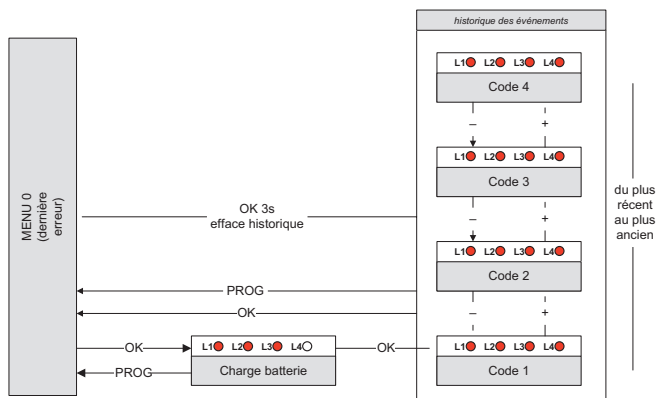 historique des événements
L1 L2 L3 L4
Code 4
– +
L1 L2 L3 L4
Code 3
– +
L1 L2 L3 L4
Code 2
– +
L1 L2 L3 L4
Code 1
du plus
récent
au plus
ancien
MENU 0
(dernière
erreur)
OK 3s
efface historique
PROG
OK
OK
L1 L2 L3 L4
Charge batterie
OK
PROG